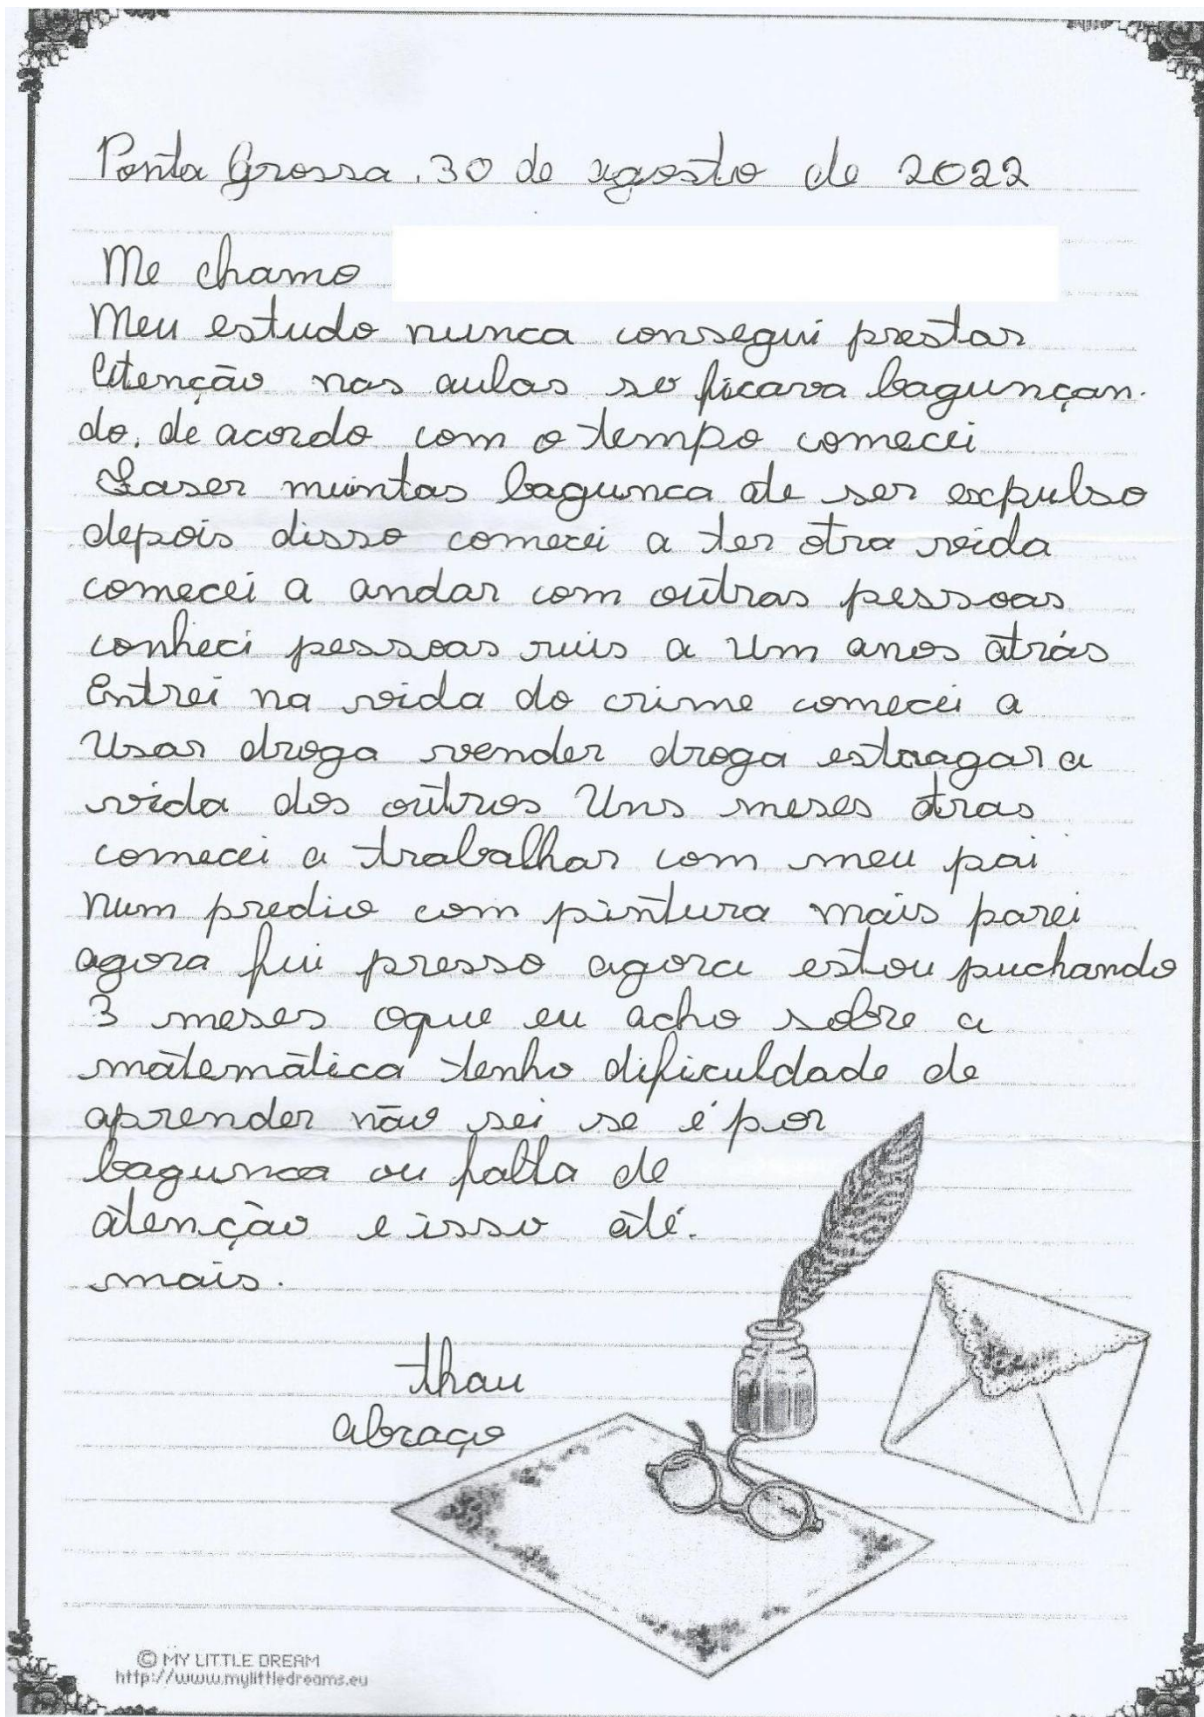 Ponta Grossa, 30 de agosto de 2022
Me chamo
Meu estudo nunca consegui prestar
Atenção nas aulas so ficava bagunçan-
do. de acordo com o tempo comecei
Faser muintas bagunca ate ser expulso
depois disso comecei a ter otra vida
comecei a andar com outras pessoas
conheci pessoas ruis a um anos atrás
Entrei na vida do crime comecei a
Usar droga vender droga estragar a
vida dos outros Uns meses atras
comecei a trabalhar com meu pai
num predio com pintura mais parei
agora fui presso agora estou puchando
3 meses oque eu acho sobre a
matemática tenho dificuldade de
aprender não sei se é por
bagunca ou falta de
atenção e isso até.
mais.
thau
abraço
© MY LITTLE DREAM
http://www.mylittledreams.eu